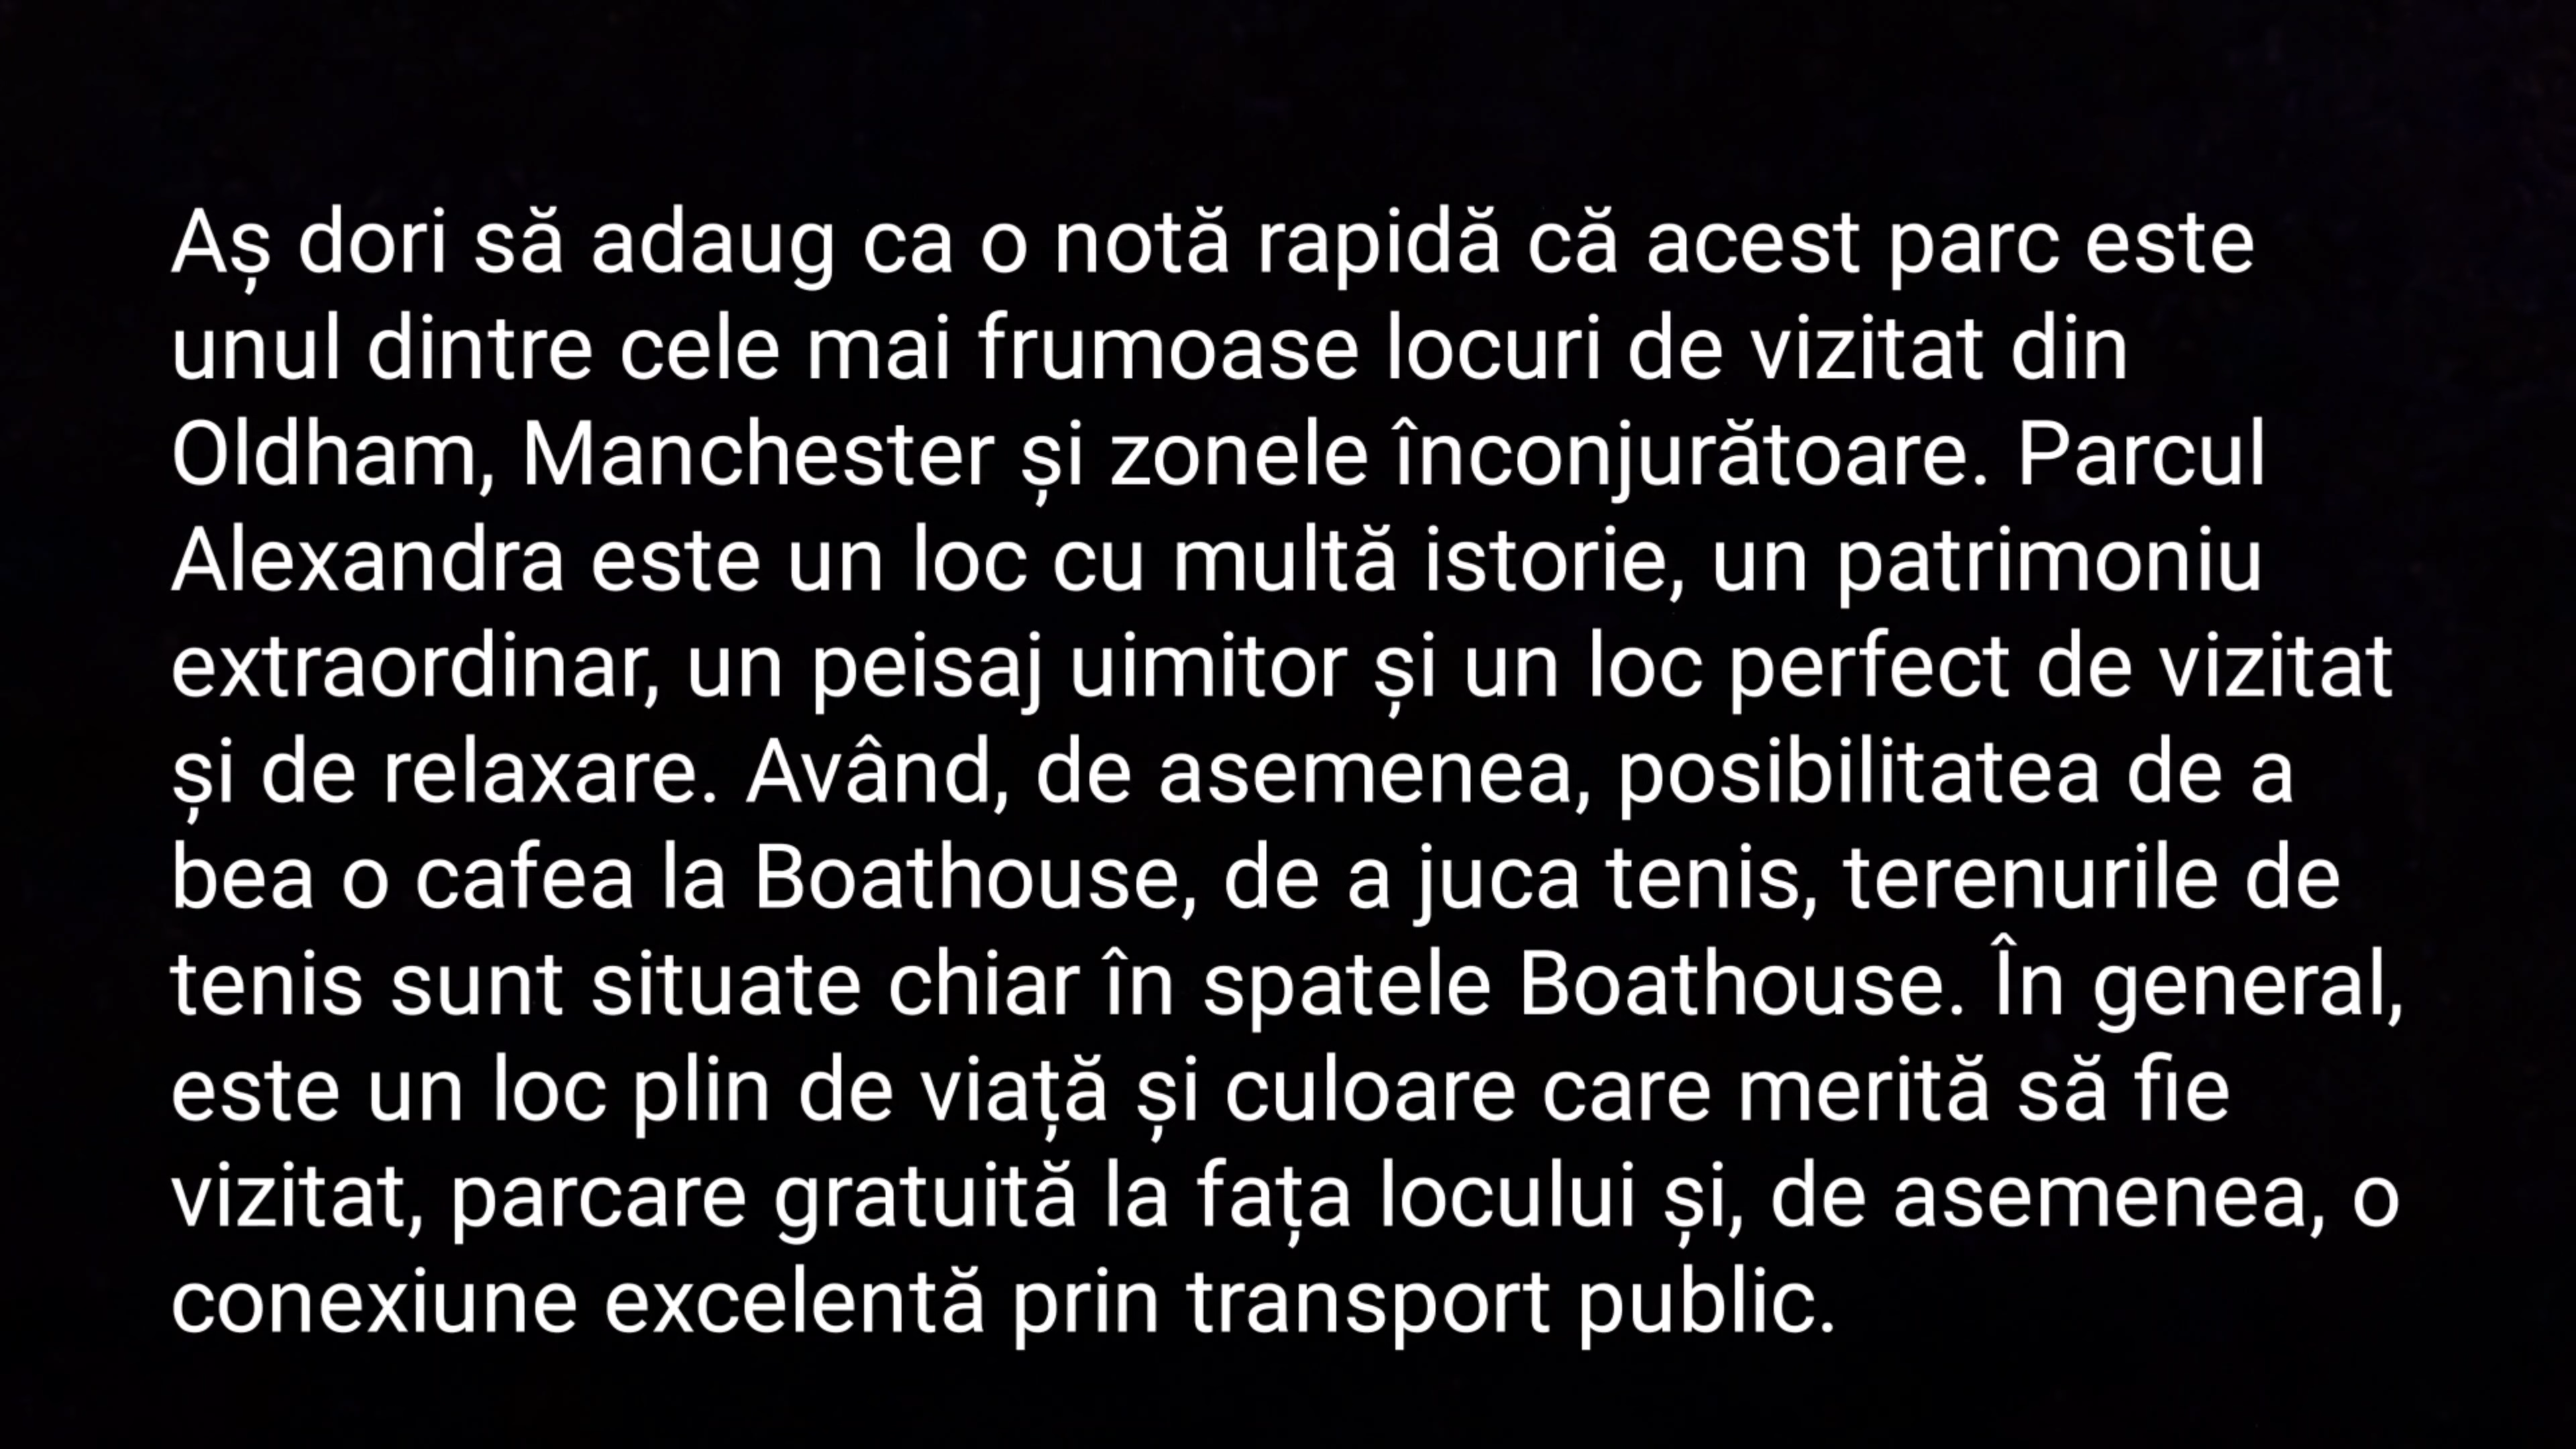 Aș dori să adaug ca o notă rapidă că acest parc este
unul dintre cele mai frumoase locuri de vizitat din
Oldham, Manchester și zonele înconjurătoare. Parcul
Alexandra este un loc cu multă istorie, un patrimoniu
extraordinar, un peisaj uimitor și un loc perfect de vizitat
și de relaxare. Având, de asemenea, posibilitatea de a
bea o cafea la Boathouse, de a juca tenis, terenurile de
tenis sunt situate chiar în spatele Boathouse. În general,
este un loc plin de viață și culoare care merită să fie
vizitat, parcare gratuită la fața locului și, de asemenea, o
conexiune excelentă prin transport public.